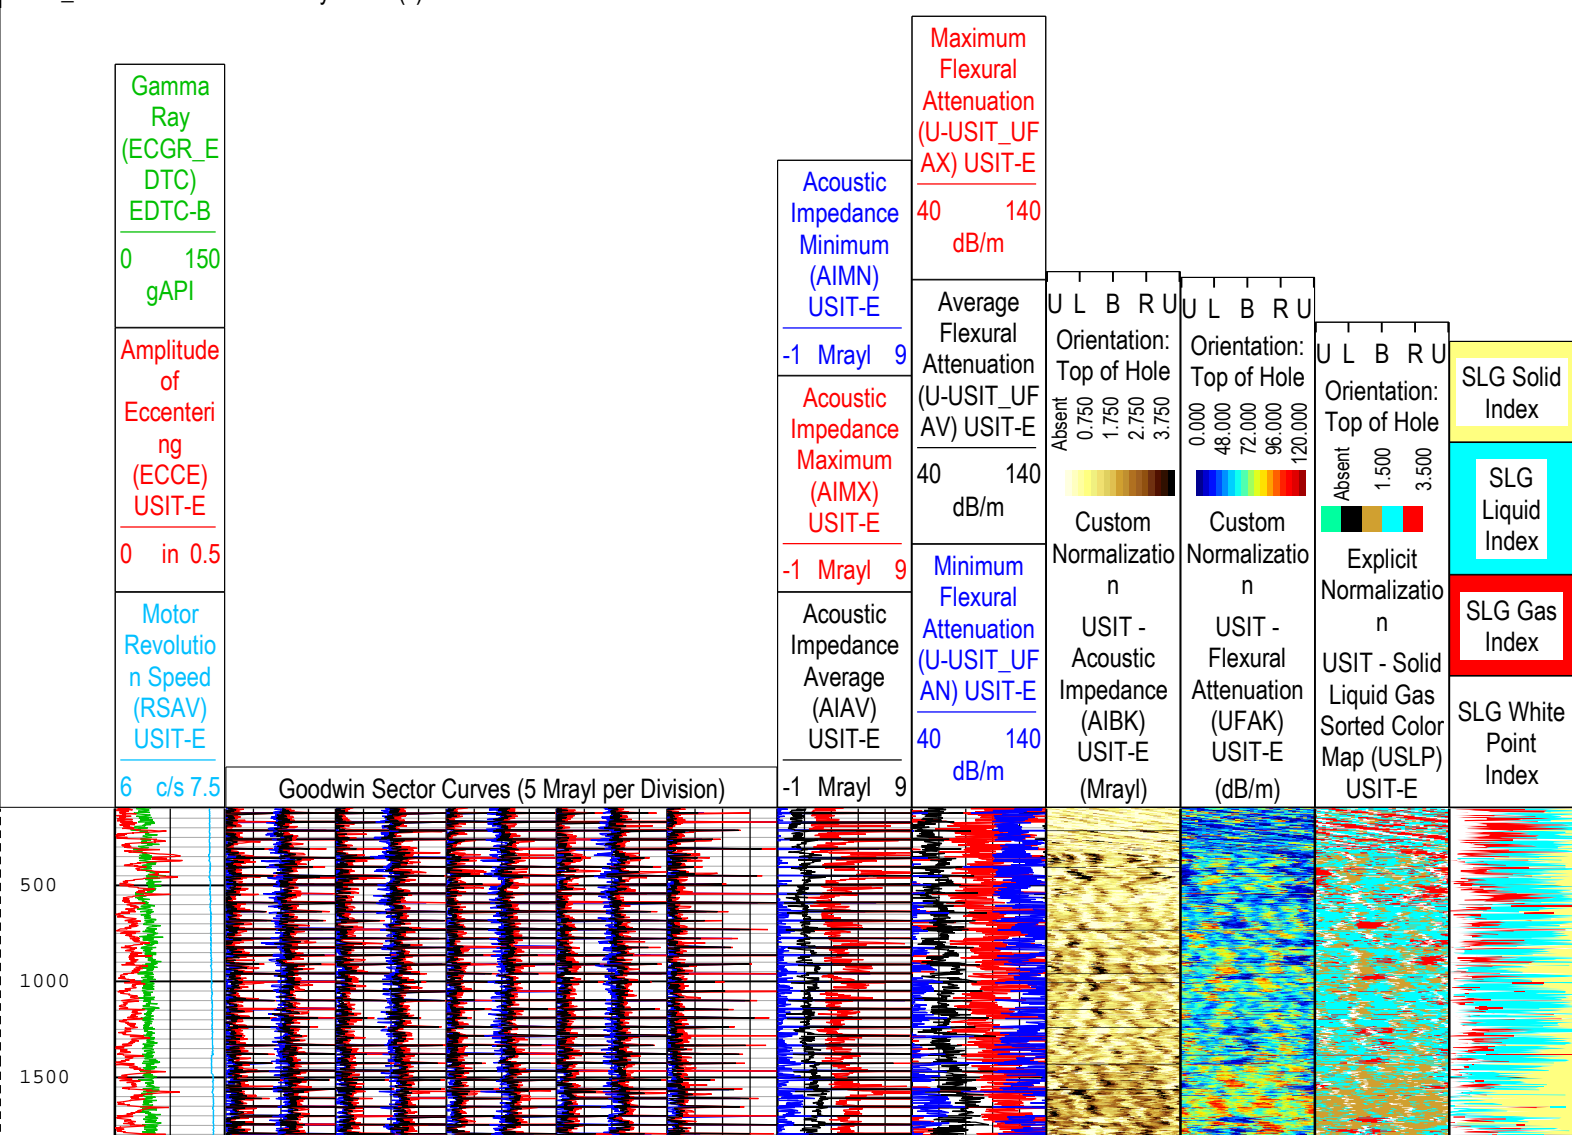 Gamma
Ray
(ECGR_E
DTC)
EDTC-B
0 150
gAPI
Amplitude
of
Eccenteri
ng
(ECCE)
USIT-E
0 in 0.5
Motor
Revolutio
n Speed
(RSAV)
USIT-E
6 c/s 7.5
Goodwin Sector Curves (5 Mrayl per Division)
Acoustic
Impedance
Minimum
(AIMN)
USIT-E
-1 Mrayl 9
Acoustic
Impedance
Maximum
(AIMX)
USIT-E
-1 Mrayl 9
Acoustic
Impedance
Average
(AIAV)
USIT-E
-1 Mrayl 9
Maximum
Flexural
Attenuation
(U-USIT_UF
AX) USIT-E
40 140
dB/m
Average
Flexural
Attenuation
(U-USIT_UF
AV) USIT-E
40 140
dB/m
Minimum
Flexural
Attenuation
(U-USIT_UF
AN) USIT-E
40 140
dB/m
U L B R U
Orientation:
Top of Hole
Absent
0.750
1.750
2.750
3.750
Custom
Normalizatio
n
USIT -
Acoustic
Impedance
(AIBK)
USIT-E
(Mrayl)
U L B R U
Orientation:
Top of Hole
0.000
48.000
72.000
96.000
120.000
Custom
Normalizatio
n
USIT -
Flexural
Attenuation
(UFAK)
USIT-E
(dB/m)
U L B R U
Orientation:
Top of Hole
Absent
1.500
3.500
Explicit
Normalizatio
n
USIT - Solid
Liquid Gas
Sorted Color
Map (USLP)
USIT-E
SLG Solid
Index
SLG
Liquid
Index
SLG Gas
Index
SLG White
Point
Index
500
1000
1500